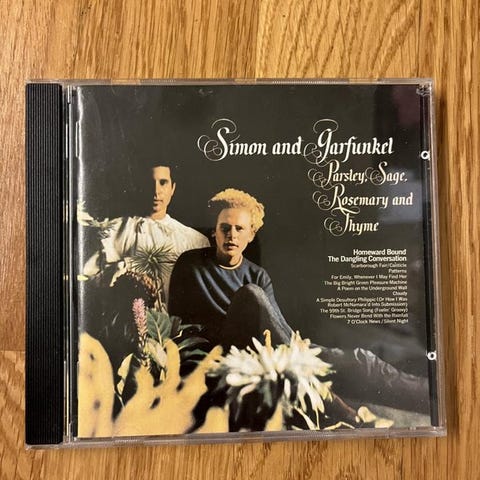 Simon and Garfunkel
Parsley, Sage,
Rosemary and
Thyme
Homeward Bound
The Dangling Conversation
Scarborough Fair/Canticle
Patterns
For Emily, Whenever I May Find Her
The Big Bright Green Pleasure Machine
A Poem on the Underground Wall
Cloudy
A Simple Desultory Philippic (Or How I Was
Robert McNamara'd Into Submission)
The 59th St. Bridge Song (Feelin' Groovy)
Flowers Never Bend With the Rainfall
7 O'Clock News / Silent Night